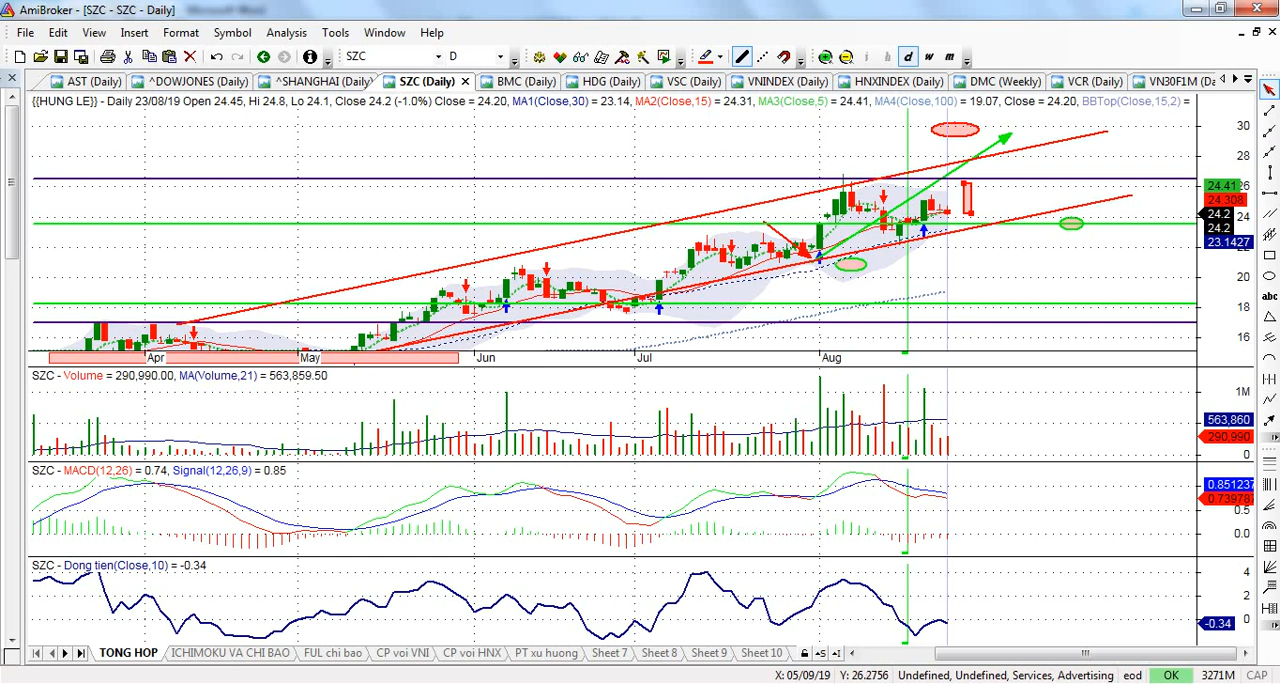 AmiBroker - [SZC - SZC - Daily]
File Edit View Insert Format Symbol Analysis Tools Window Help
SZC D i d w m
AST (Daily) ^DOWJONES (Daily) ^SHANGHAI (Daily) SZC (Daily) BMC (Daily) HDG (Daily) VSC (Daily) VNINDEX (Daily) HNXINDEX (Daily) DMC (Weekly) VCR (Daily) VN30F1M (Da
{{HUNG LE}} - Daily 23/08/19 Open 24.45, Hi 24.8, Lo 24.1, Close 24.2 (-1.0%) Close = 24.20, MA1(Close,30) = 23.14, MA2(Close,15) = 24.31, MA3(Close,5) = 24.41, MA4(Close,100) = 19.07, Close = 24.20, BBTop(Close,15,2) =
30
28
24.41 26
24.308
24.2 24
24.2
23.1427
20
18
16
Apr May Jun Jul Aug
SZC - Volume = 290,990.00, MA(Volume,21) = 563,859.50
1M
563,860
290,990
0
SZC - MACD(12,26) = 0.74, Signal(12,26,9) = 0.85
0.851237
0.739787
0.5
0.0
SZC - Dong tien(Close,10) = -0.34
4
2
0
-0.34
TONG HOP ICHIMOKU VA CHI BAO FUL chi bao CP voi VNI CP voi HNX PT xu huong Sheet 7 Sheet 8 Sheet 9 Sheet 10
X: 05/09/19 Y: 26.2756 Undefined, Undefined, Services, Advertising eod OK 3271M CAP
abc